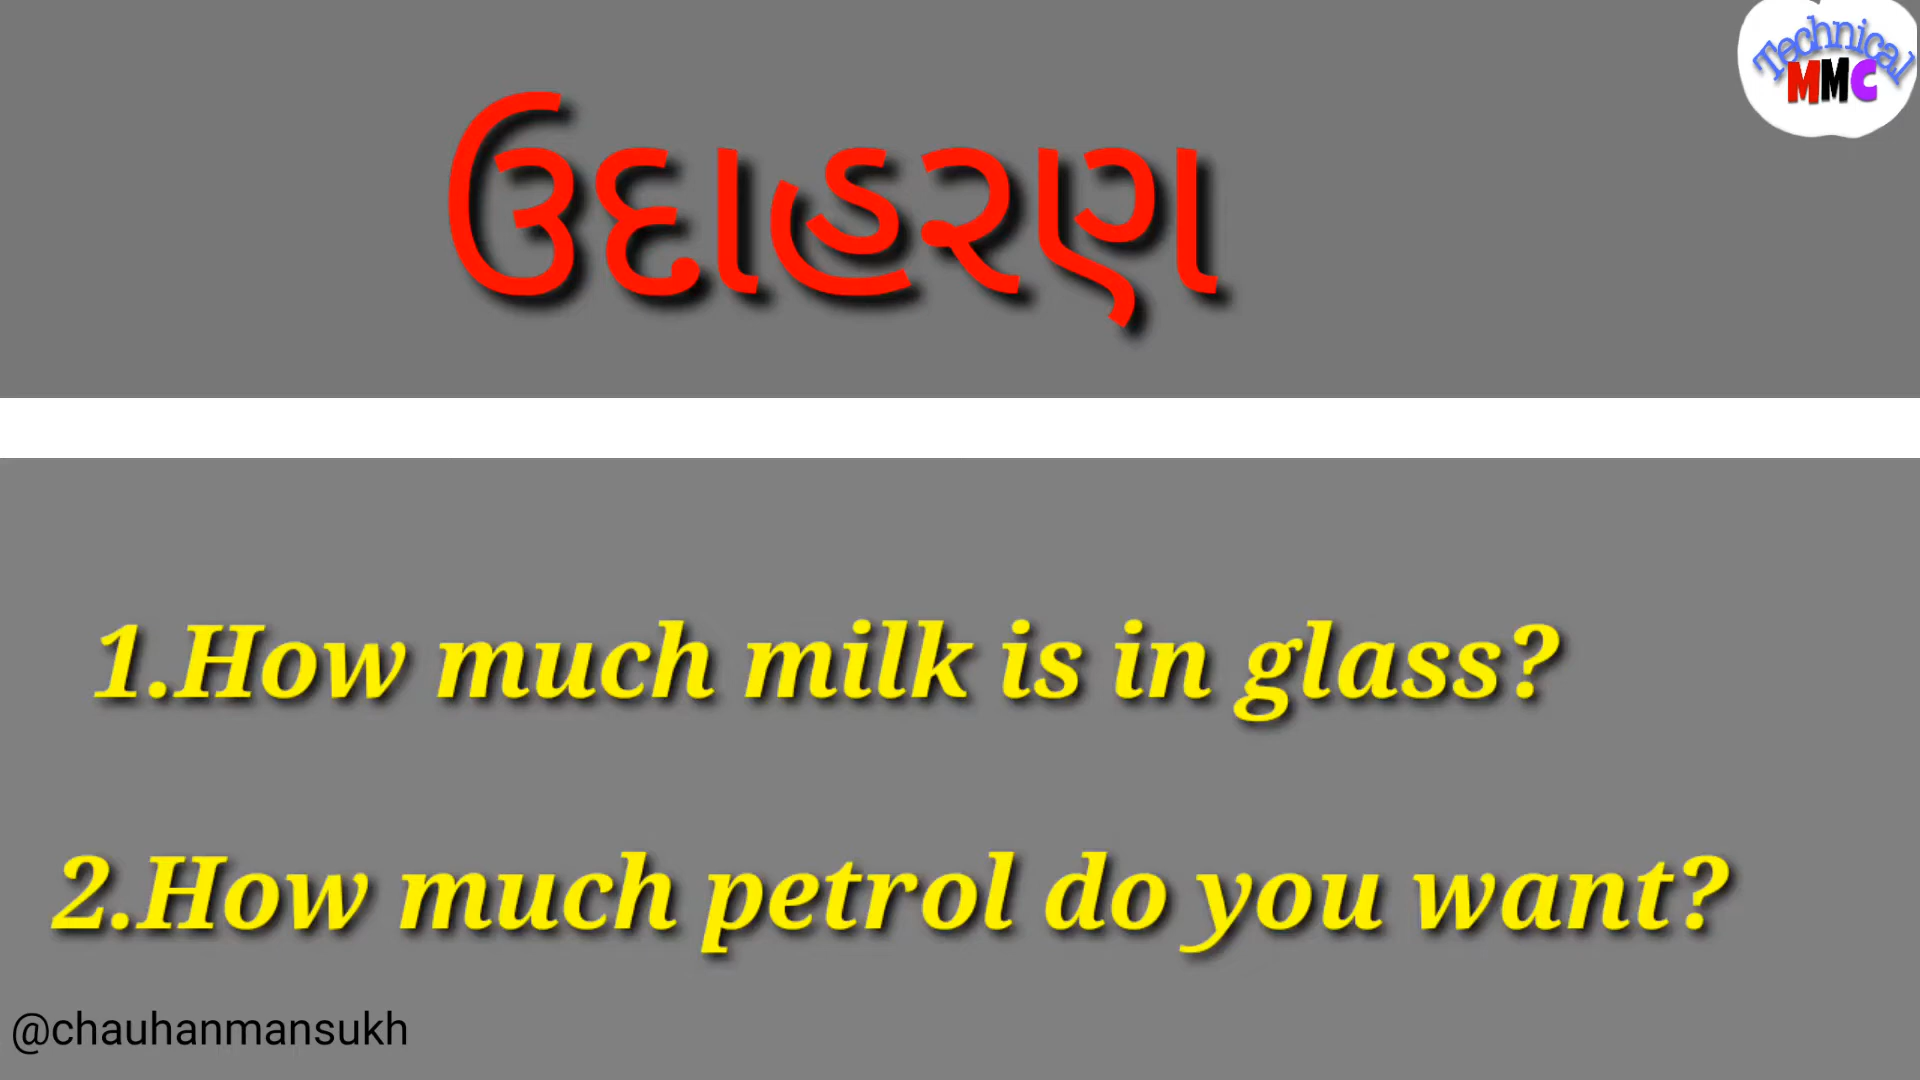 Technical
MMC
ઉદાહરણ
1.How much milk is in glass?
2.How much petrol do you want?
@chauhanmansukh